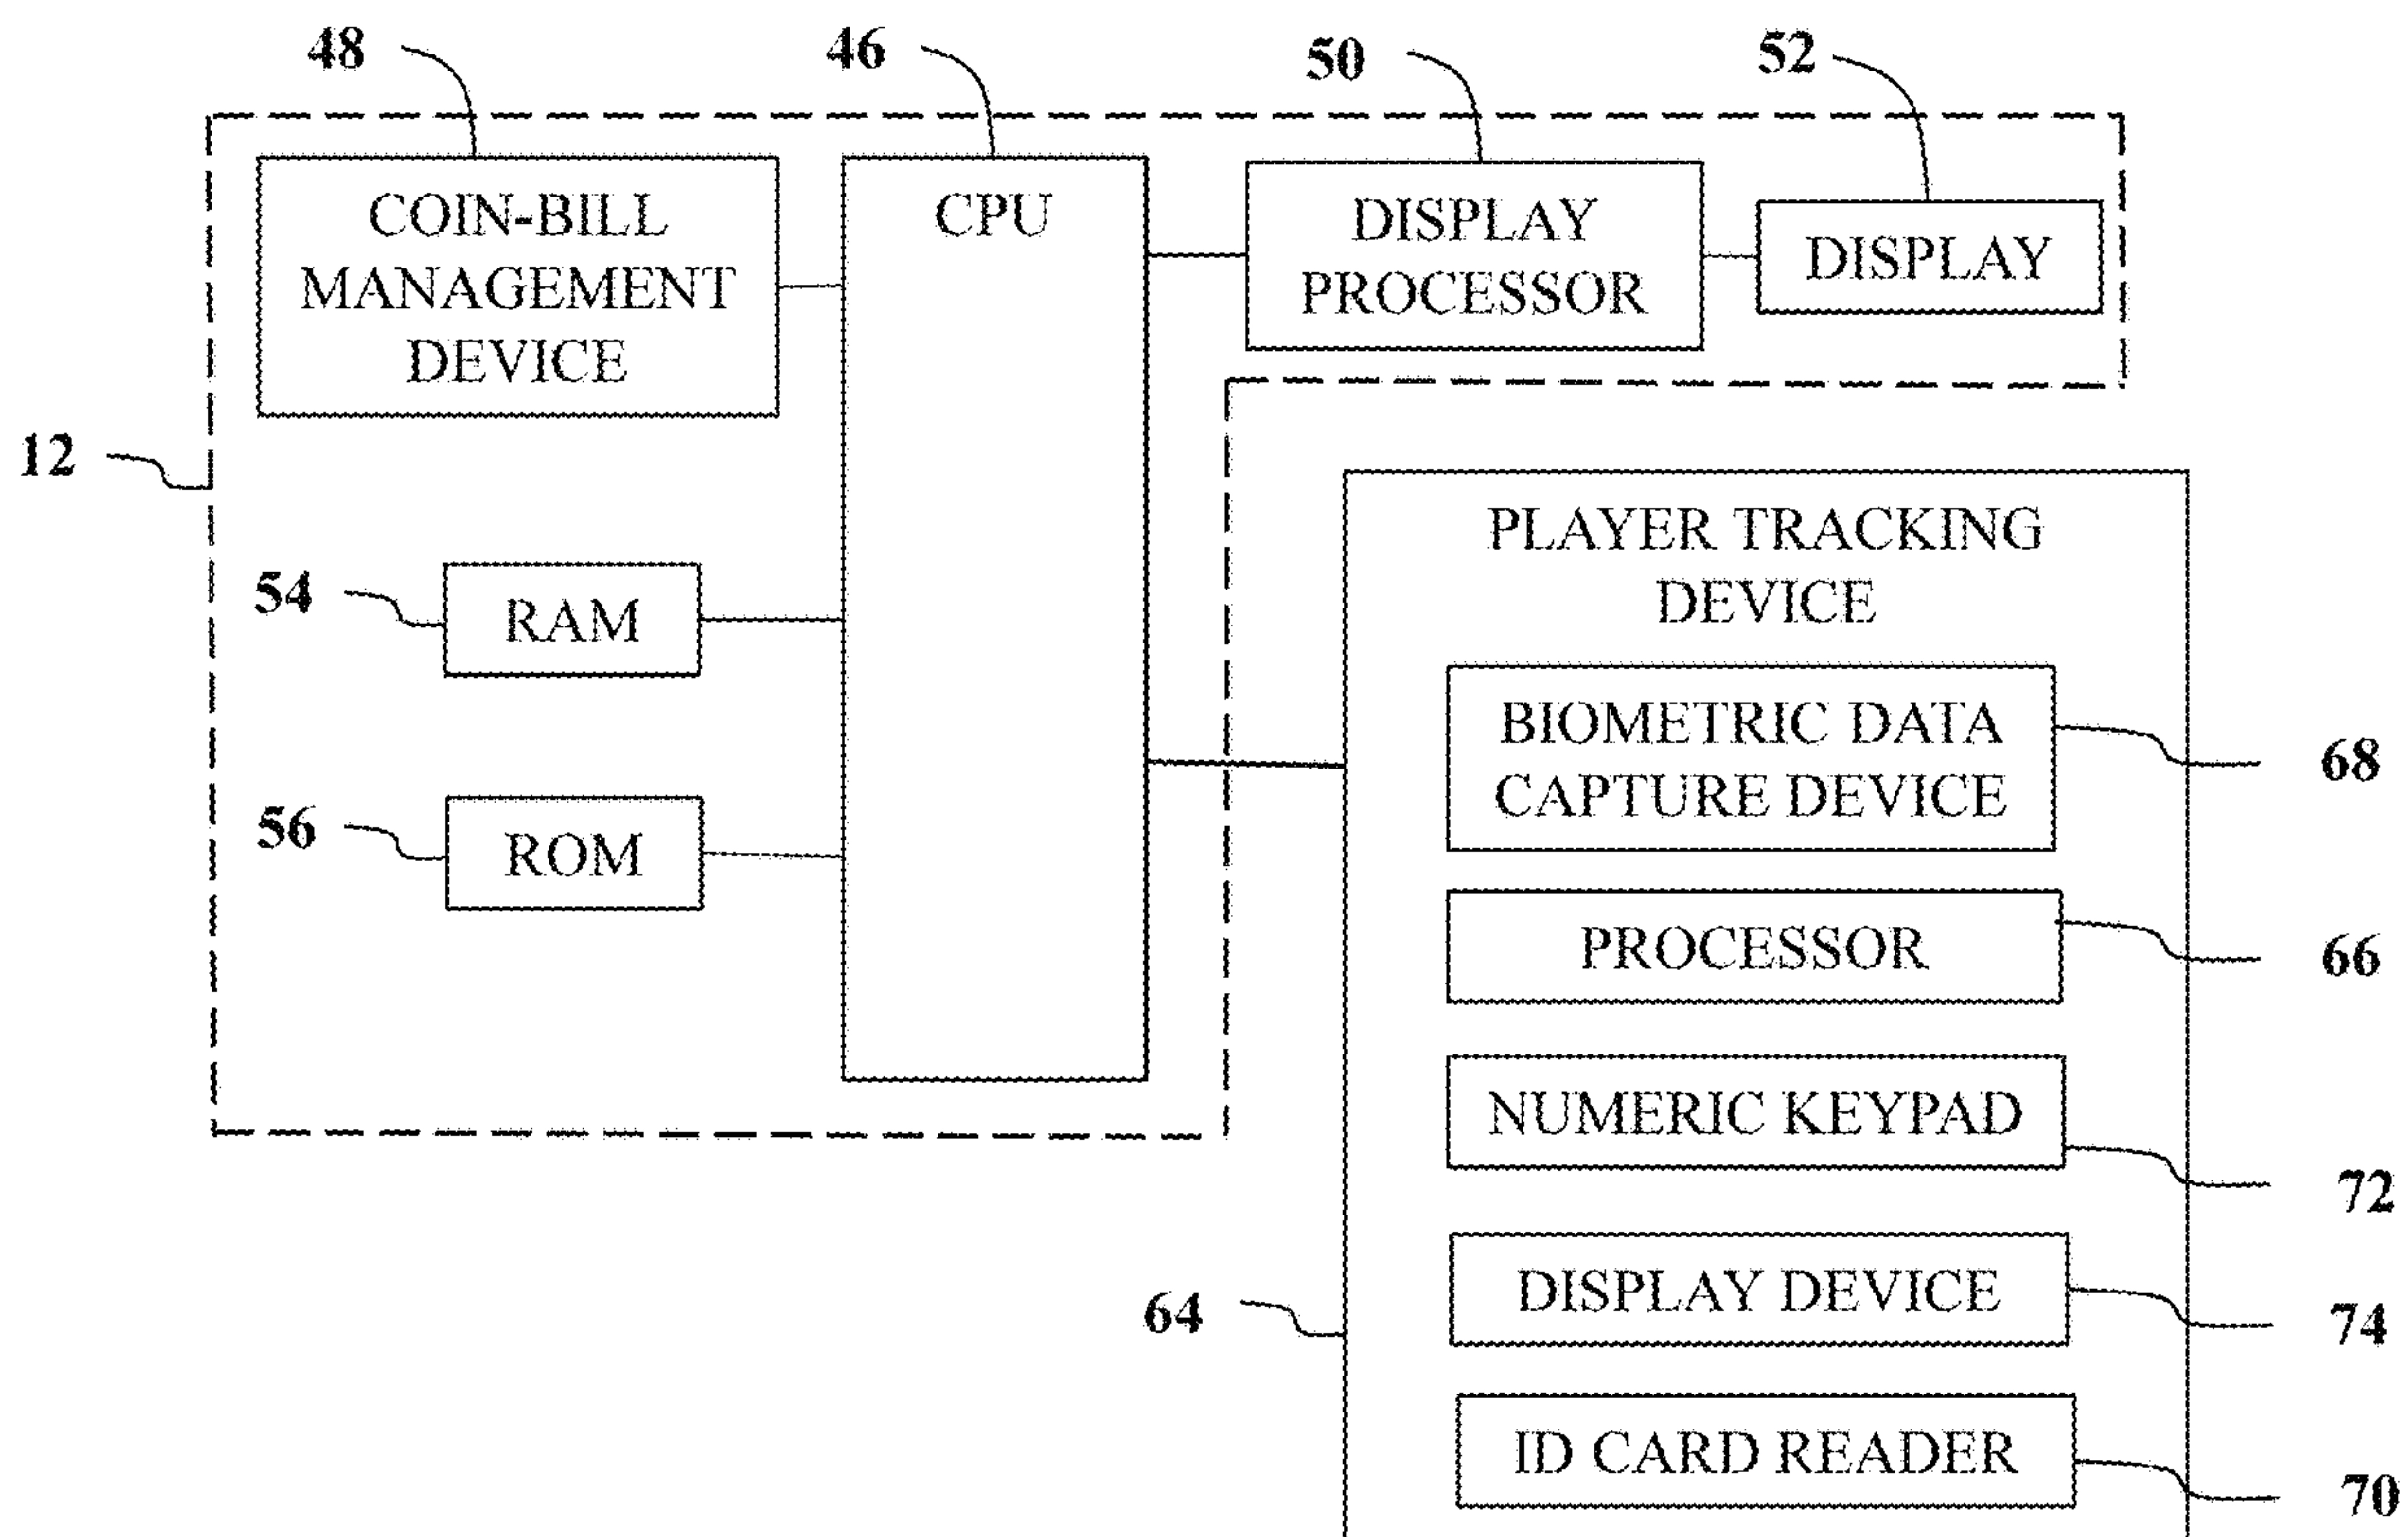 48
46
50
52
COIN-BILL
MANAGEMENT
DEVICE
CPU
DISPLAY
PROCESSOR
DISPLAY
12
54
RAM
56
ROM
PLAYER TRACKING
DEVICE
BIOMETRIC DATA
CAPTURE DEVICE
68
PROCESSOR
66
NUMERIC KEYPAD
72
64
DISPLAY DEVICE
74
ID CARD READER
70